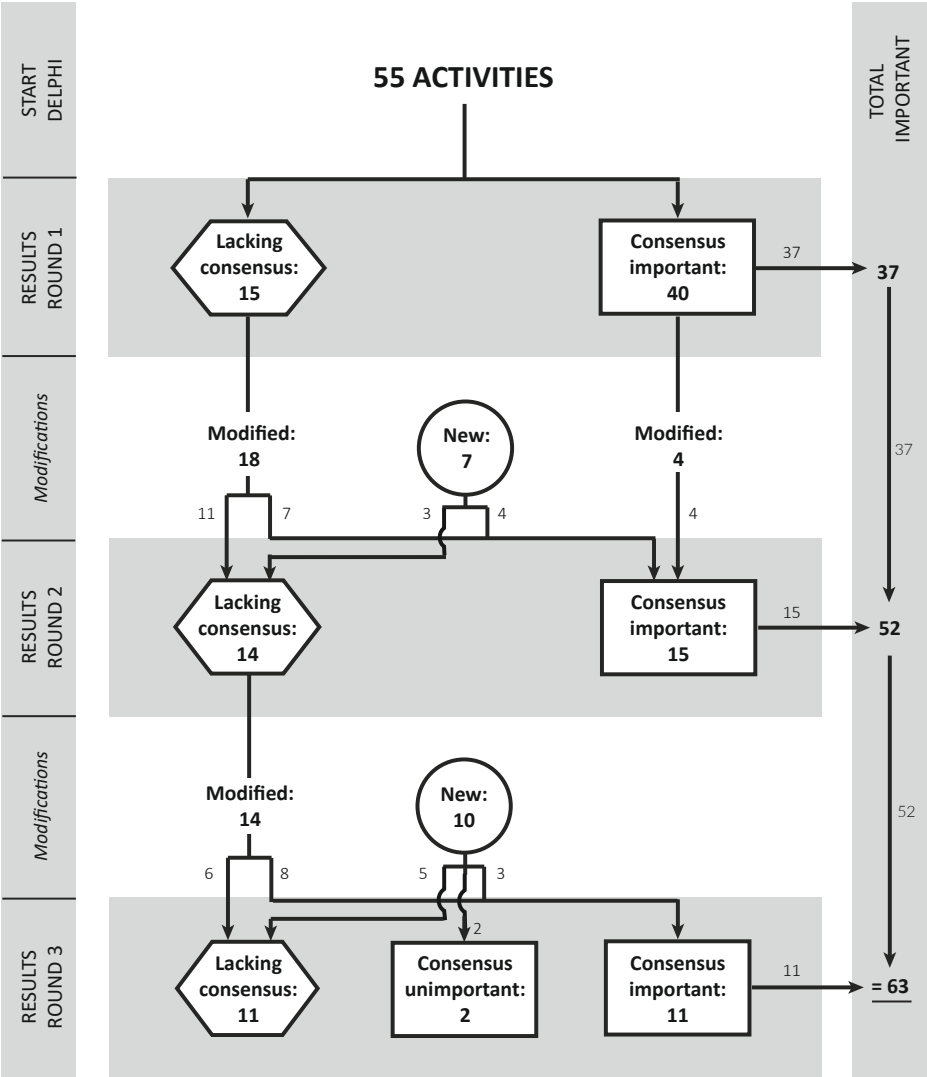 START
DELPHI
55 ACTIVITIES
TOTAL
IMPORTANT
RESULTS
ROUND 1
Lacking
consensus:
15
Consensus
important:
40
37
37
Modifications
Modified:
18
New:
7
Modified:
4
37
11
7
3
4
4
RESULTS
ROUND 2
Lacking
consensus:
14
Consensus
important:
15
15
52
Modifications
Modified:
14
New:
10
52
6
8
5
3
2
RESULTS
ROUND 3
Lacking
consensus:
11
Consensus
unimportant:
2
Consensus
important:
11
11
= 63